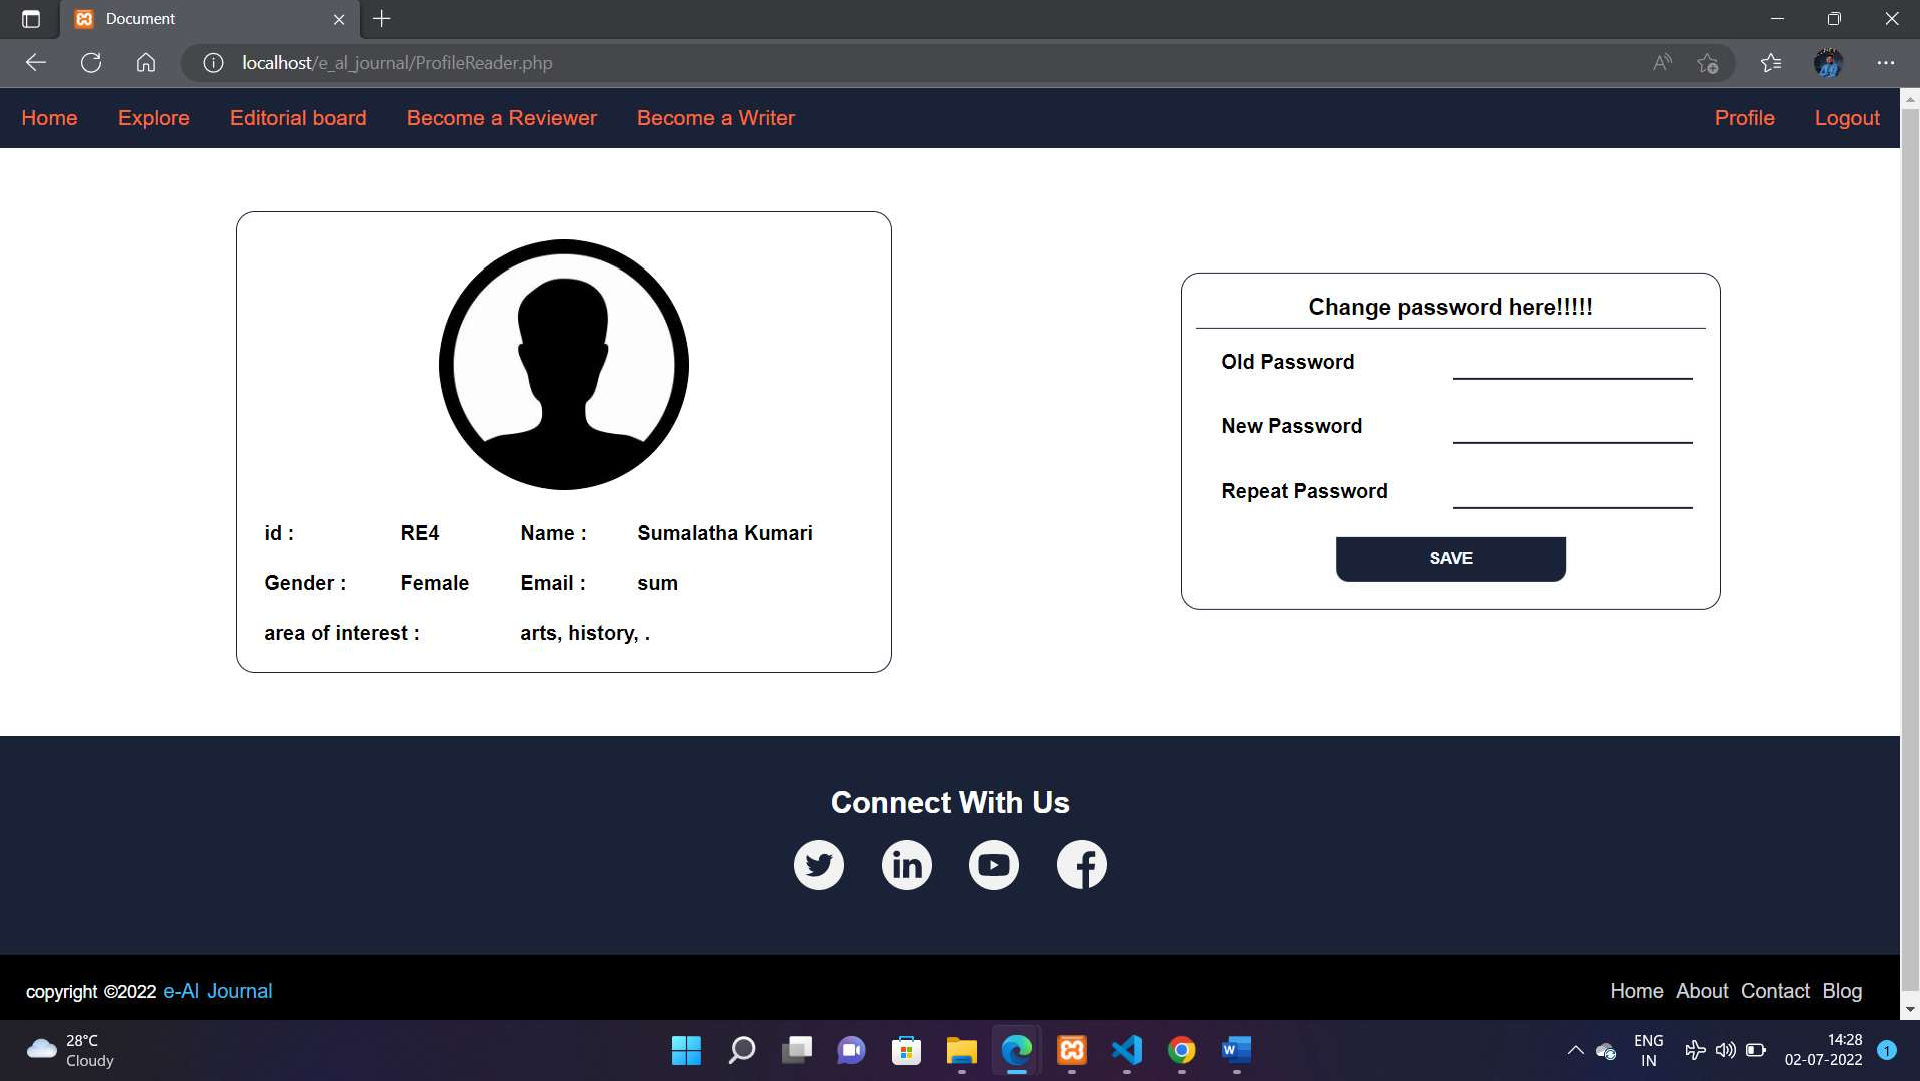 Document
localhost/e_al_journal/ProfileReader.php
Home Explore Editorial board Become a Reviewer Become a Writer Profile Logout
id : RE4 Name : Sumalatha Kumari
Gender : Female Email : sum
area of interest : arts, history, .
Change password here!!!!!
Old Password
New Password
Repeat Password
SAVE
Connect With Us
in
copyright ©2022 e-Al Journal
Home About Contact Blog
28°C
Cloudy
ENG
IN
14:28
02-07-2022
1